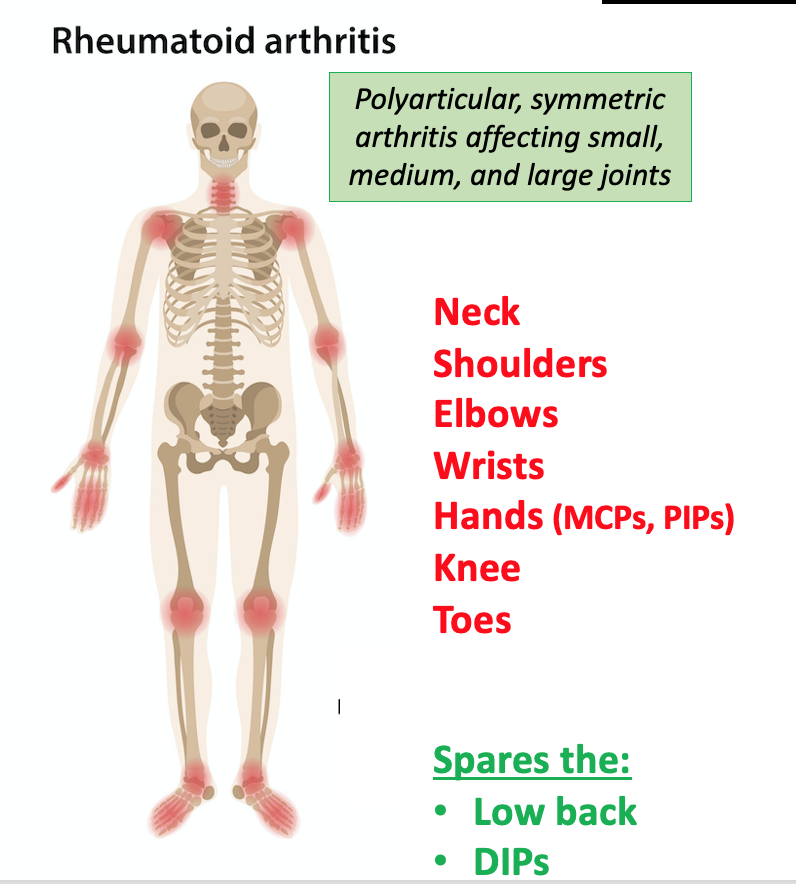 Rheumatoid arthritis
Polyarticular, symmetric
arthritis affecting small,
medium, and large joints
Neck
Shoulders
Elbows
Wrists
Hands (MCPs, PIPs)
Knee
Toes
Spares the:
• Low back
• DIPs